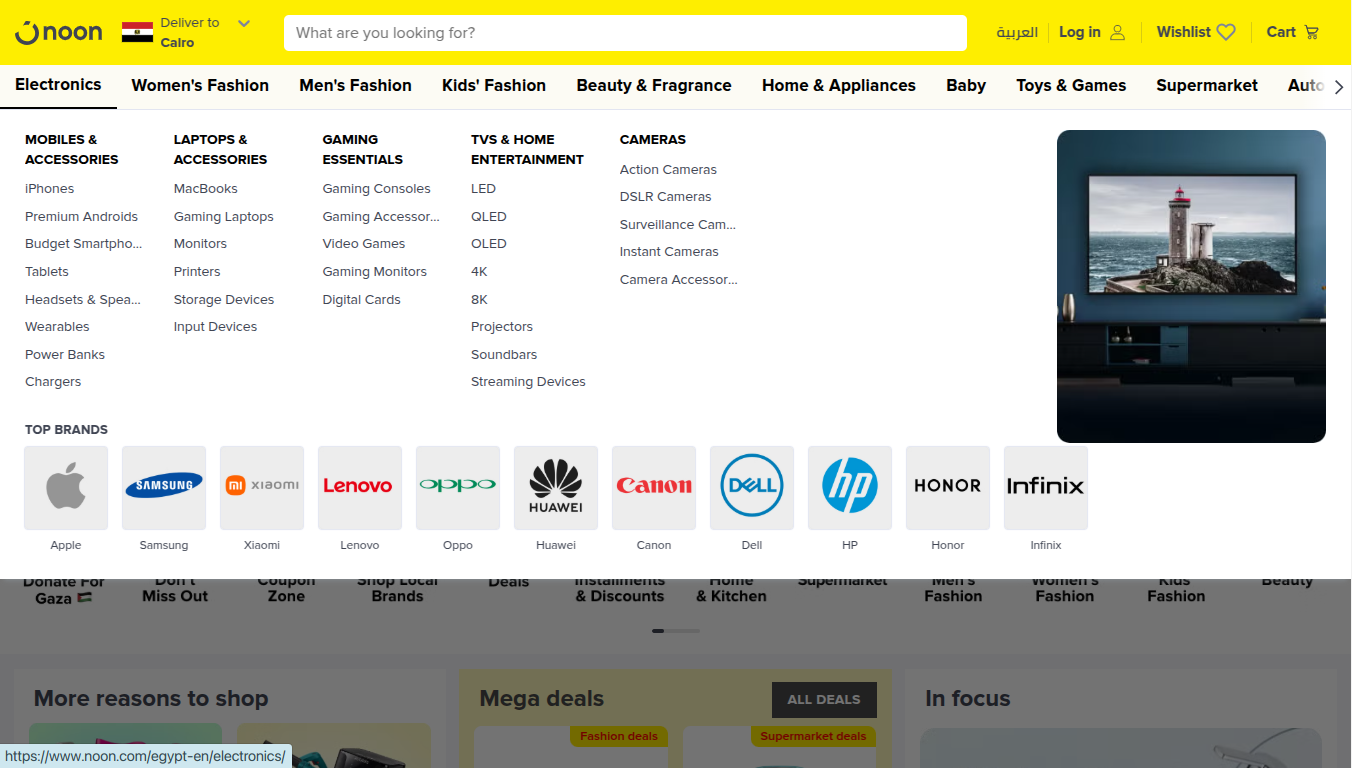 noon
Deliver to
Cairo
What are you looking for?
العربية
Log in
Wishlist
Cart
Electronics
Women's Fashion
Men's Fashion
Kids' Fashion
Beauty & Fragrance
Home & Appliances
Baby
Toys & Games
Supermarket
Auto
MOBILES &
ACCESSORIES
iPhones
Premium Androids
Budget Smartpho...
Tablets
Headsets & Spea...
Wearables
Power Banks
Chargers
LAPTOPS &
ACCESSORIES
MacBooks
Gaming Laptops
Monitors
Printers
Storage Devices
Input Devices
GAMING
ESSENTIALS
Gaming Consoles
Gaming Accessor...
Video Games
Gaming Monitors
Digital Cards
TVS & HOME
ENTERTAINMENT
LED
QLED
OLED
4K
8K
Projectors
Soundbars
Streaming Devices
CAMERAS
Action Cameras
DSLR Cameras
Surveillance Cam...
Instant Cameras
Camera Accessor...
TOP BRANDS
SAMSUNG
mi xiaomi
Lenovo
oppo
HUAWEI
Canon
DELL
hp
HONOR
Infinix
Apple
Samsung
Xiaomi
Lenovo
Oppo
Huawei
Canon
Dell
HP
Honor
Infinix
Donate For
Gaza
Don't
Miss Out
Coupon
Zone
Shop Local
Brands
Deals
Installments
& Discounts
Home
& Kitchen
Supermarket
Men's
Fashion
Women's
Fashion
Kids'
Fashion
Beauty
More reasons to shop
Mega deals
ALL DEALS
In focus
Fashion deals
Supermarket deals
https://www.noon.com/egypt-en/electronics/